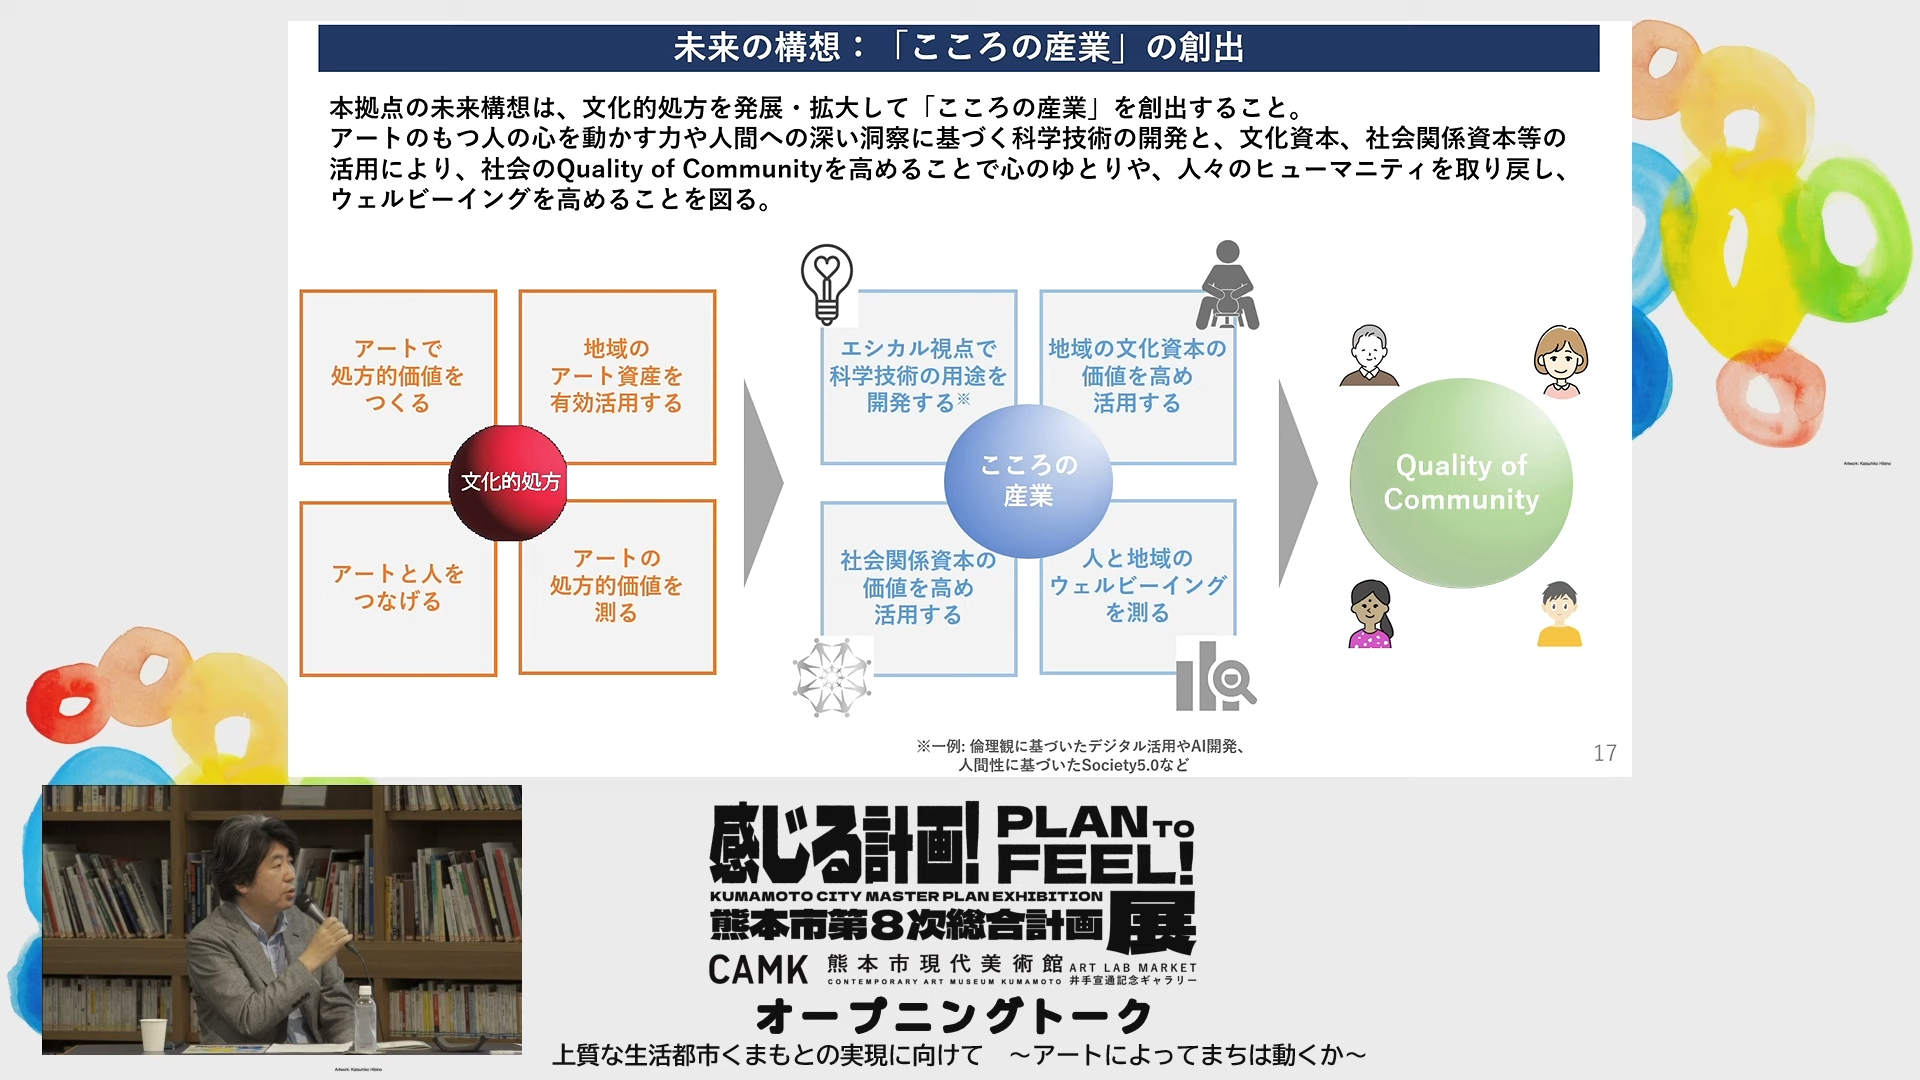 未来の構想：「こころの産業」の創出
本拠点の未来構想は、文化的処方を発展・拡大して「こころの産業」を創出すること。
アートのもつ人の心を動かす力や人間への深い洞察に基づく科学技術の開発と、文化資本、社会関係資本等の
活用により、社会のQuality of Communityを高めることで心のゆとりや、人々のヒューマニティを取り戻し、
ウェルビーイングを高めることを図る。
アートで
処方的価値を
つくる
地域の
アート資産を
有効活用する
文化的処方
アートと人を
つなげる
アートの
処方的価値を
測る
エシカル視点で
科学技術の用途を
開発する※
地域の文化資本の
価値を高め
活用する
こころの
産業
社会関係資本の
価値を高め
活用する
人と地域の
ウェルビーイング
を測る
Quality of
Community
※一例: 倫理観に基づいたデジタル活用やAI開発、
人間性に基づいたSociety5.0など
17
Artwork: Katsuhiko Hibino
感じる計画! PLAN TO
FEEL!
KUMAMOTO CITY MASTER PLAN EXHIBITION
熊本市第8次総合計画展
CAMK 熊本市現代美術館 ART LAB MARKET
CONTEMPORARY ART MUSEUM KUMAMOTO 井手宣通記念ギャラリー
オープニングトーク
上質な生活都市くまもとの実現に向けて　～アートによってまちは動くか～
Artwork: Katsuhiko Hibino